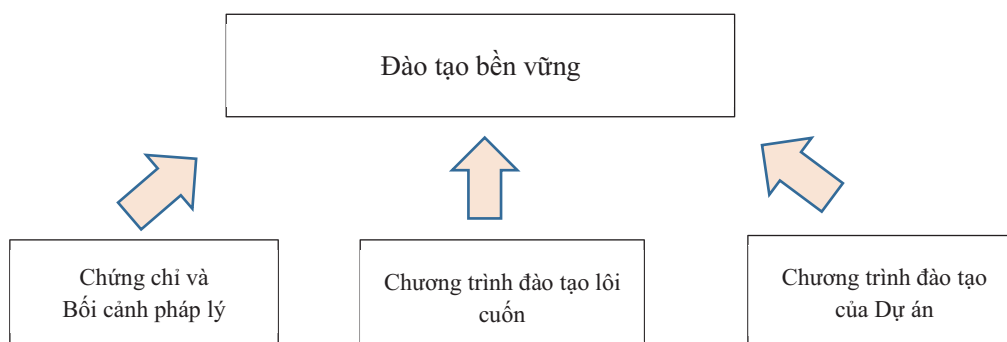 Đào tạo bền vững
Chứng chỉ và
Bối cảnh pháp lý
Chương trình đào tạo lôi
cuốn
Chương trình đào tạo
của Dự án